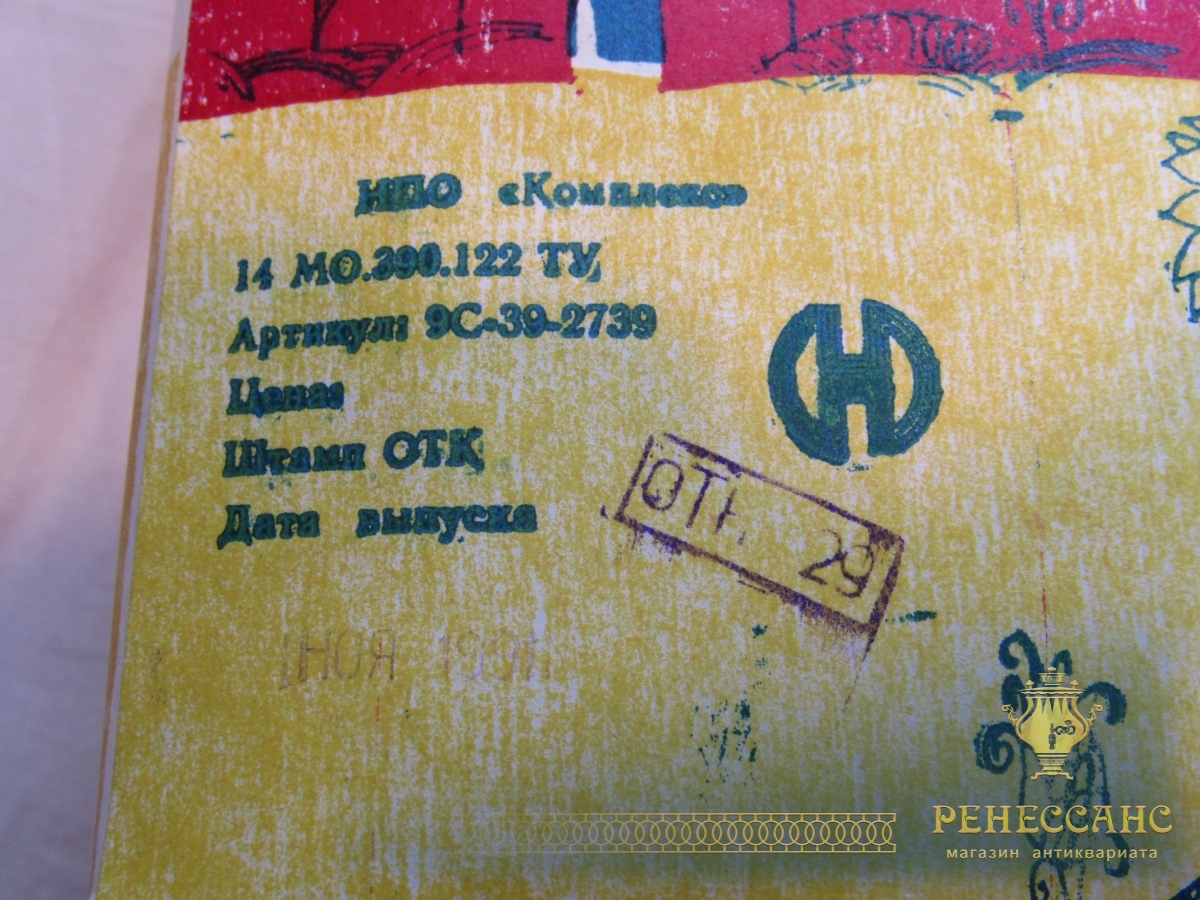 НПО «Комплекс»
14 МО.390.122 ТУ
Артикул: 9С-39-2739
Цена:
Штамп ОТК
Дата выпуска
ОТК 29
НОЯ
РЕНЕССАНС
магазин антиквариата